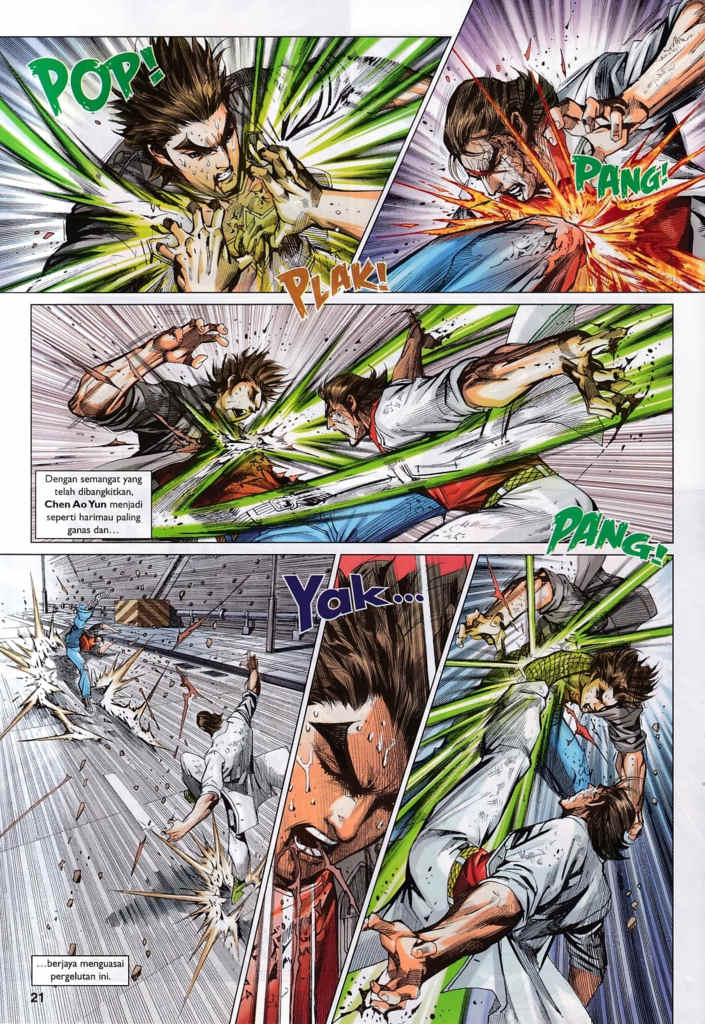 POP!
PANG!
PLAK!
Dengan semangat yang
telah dibangkitkan,
Chen Ao Yun menjadi
seperti harimau paling
ganas dan...
PANG!
Yak...
...berjaya menguasai
pergelutan ini.
21